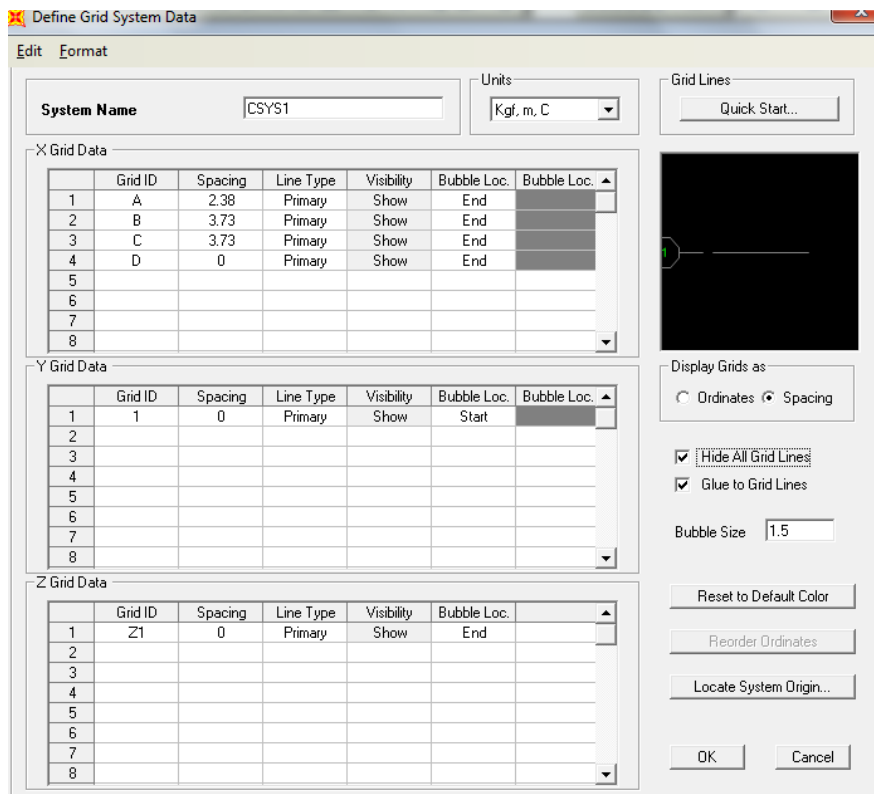 Define Grid System Data
Edit Format
System Name CSYS1
Units
Kgf, m, C
Grid Lines
Quick Start...
X Grid Data
Grid ID Spacing Line Type Visibility Bubble Loc. Bubble Loc.
1 A 2.38 Primary Show End
2 B 3.73 Primary Show End
3 C 3.73 Primary Show End
4 D 0 Primary Show End
5
6
7
8
1
Y Grid Data
Grid ID Spacing Line Type Visibility Bubble Loc. Bubble Loc.
1 1 0 Primary Show Start
2
3
4
5
6
7
8
Display Grids as
Ordinates Spacing
Hide All Grid Lines
Glue to Grid Lines
Bubble Size 1.5
Z Grid Data
Grid ID Spacing Line Type Visibility Bubble Loc.
1 Z1 0 Primary Show End
2
3
4
5
6
7
8
Reset to Default Color
Reorder Ordinates
Locate System Origin...
OK Cancel